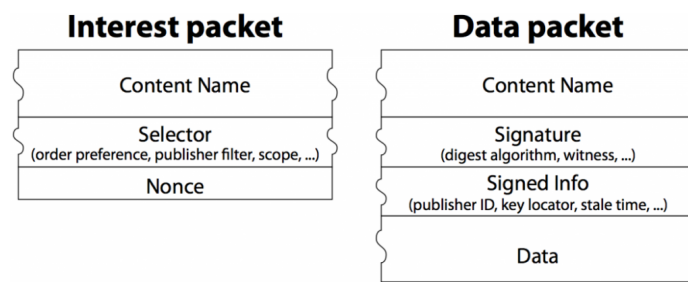 Interest packet
Content Name
Selector
(order preference, publisher filter, scope, ...)
Nonce
Data packet
Content Name
Signature
(digest algorithm, witness, ...)
Signed Info
(publisher ID, key locator, stale time, ...)
Data